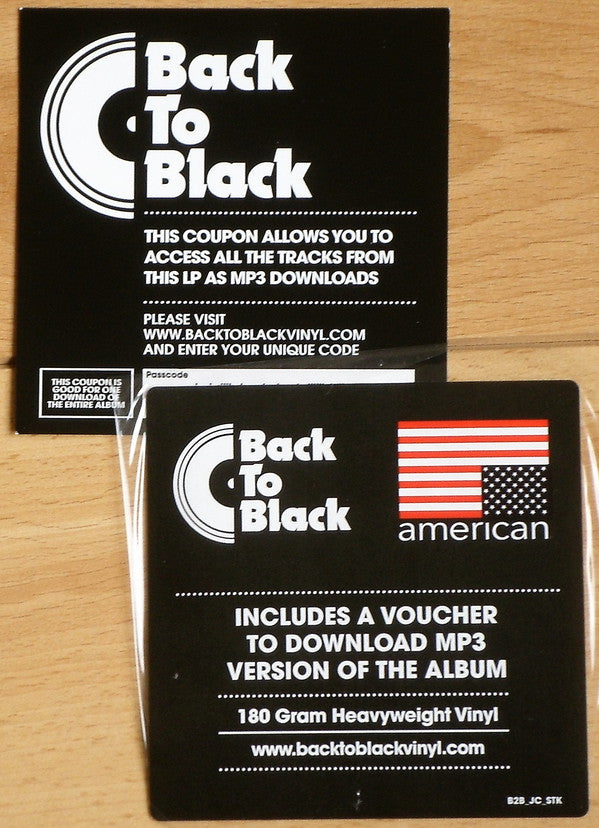 Back
To
Black
THIS COUPON ALLOWS YOU TO
ACCESS ALL THE TRACKS FROM
THIS LP AS MP3 DOWNLOADS
PLEASE VISIT
WWW.BACKTOBLACKVINYL.COM
AND ENTER YOUR UNIQUE CODE
THIS COUPON IS
GOOD FOR ONE
DOWNLOAD OF
THE ENTIRE ALBUM
Passcode
Back
To
Black
american
INCLUDES A VOUCHER
TO DOWNLOAD MP3
VERSION OF THE ALBUM
180 Gram Heavyweight Vinyl
www.backtoblackvinyl.com
B2B_JC_STK